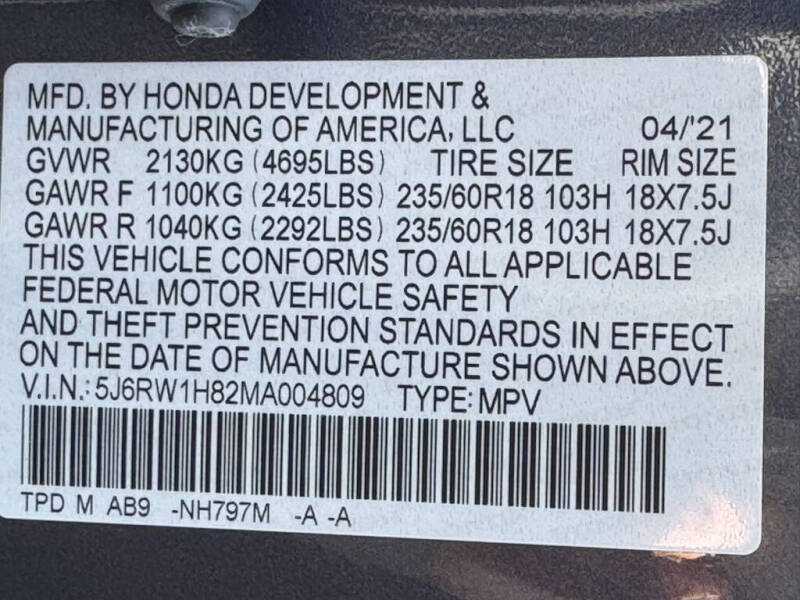 MFD. BY HONDA DEVELOPMENT &
MANUFACTURING OF AMERICA, LLC 04/'21
GVWR 2130KG (4695LBS) TIRE SIZE RIM SIZE
GAWR F 1100KG (2425LBS) 235/60R18 103H 18X7.5J
GAWR R 1040KG (2292LBS) 235/60R18 103H 18X7.5J
THIS VEHICLE CONFORMS TO ALL APPLICABLE
FEDERAL MOTOR VEHICLE SAFETY
AND THEFT PREVENTION STANDARDS IN EFFECT
ON THE DATE OF MANUFACTURE SHOWN ABOVE.
V.I.N.: 5J6RW1H82MA004809 TYPE: MPV
TPD M AB9 -NH797M -A -A